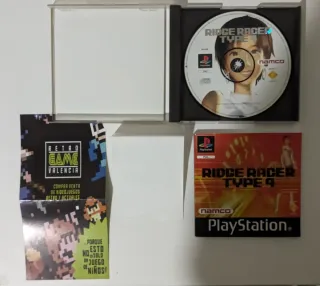 RIDGE RACER
TYPE 4
namco
RETRO
GAME
VALENCIA
COMPRA VENTA
DE VIDEOJUEGOS
RETRO Y ACTUALES
...PORQUE
ESTO
NO ES SOLO
UN JUEGO
DE NIÑOS!
RIDGE RACER
TYPE 4
namco
PlayStation